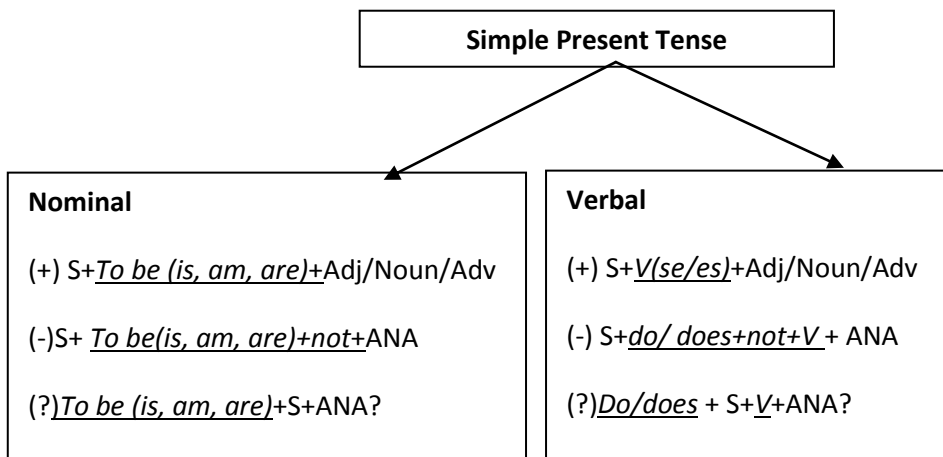 Simple Present Tense
Nominal
(+) S+To be (is, am, are)+Adj/Noun/Adv
(-)S+ To be(is, am, are)+not+ANA
(?)To be (is, am, are)+S+ANA?
Verbal
(+) S+V(se/es)+Adj/Noun/Adv
(-) S+do/ does+not+V + ANA
(?)Do/does + S+V+ANA?